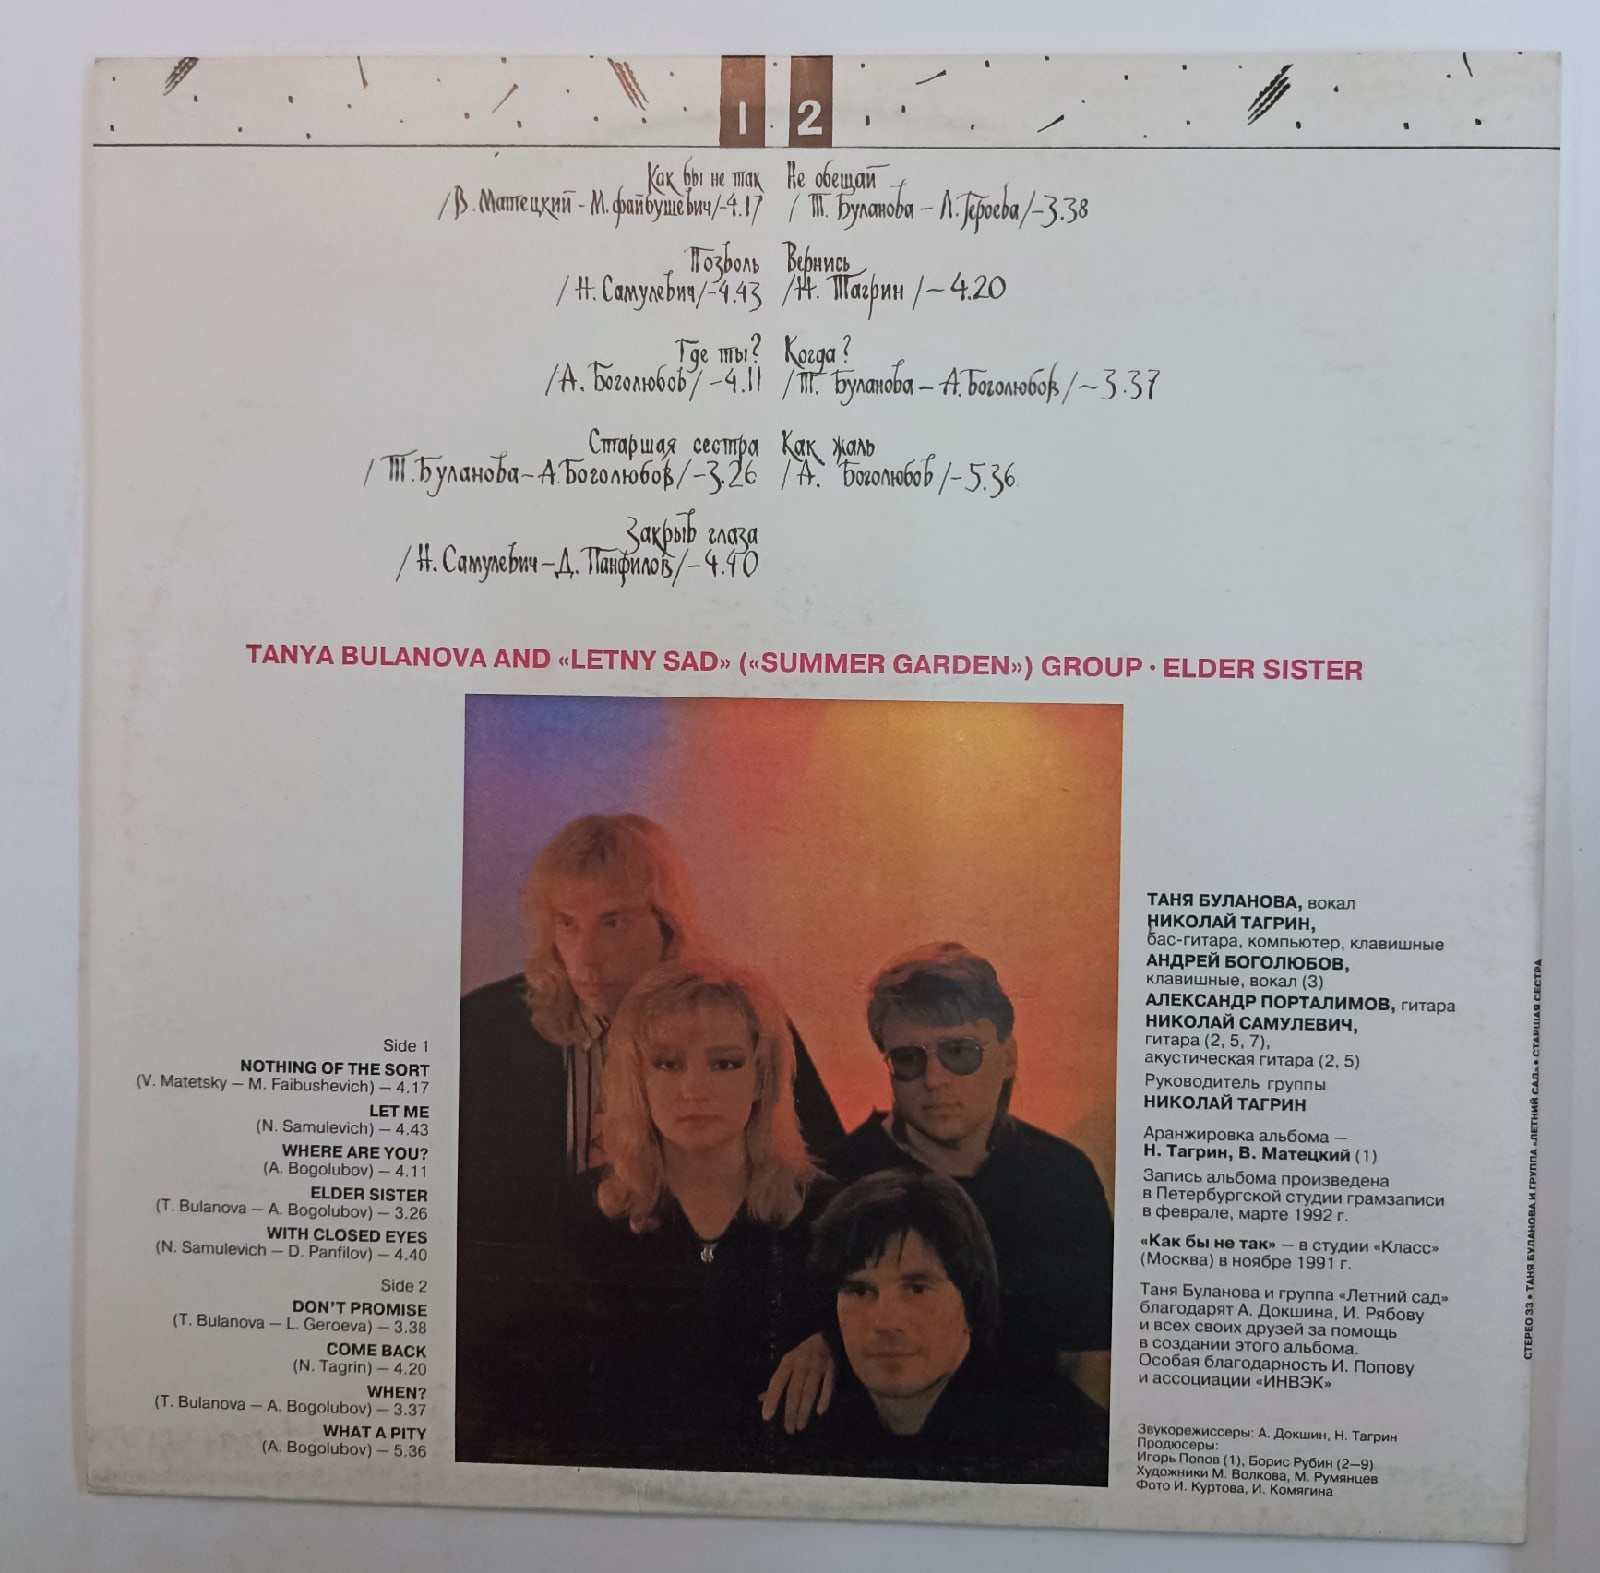 1 2
Как бы не так
/В. Матецкий - М. Файбушевич/-4.17
Позволь
/Н. Самулевич/-4.43
Где ты?
/А. Боголюбов/-4.11
Старшая сестра
/Т. Буланова-А. Боголюбов/-3.26
Закрыв глаза
/Н. Самулевич-Д. Панфилов/-4.40
Не обещай
/Т. Буланова - Л. Героева/-3.38
Вернись
/Н. Тагрин/-4.20
Когда?
/Т. Буланова - А. Боголюбов/-3.37
Как жаль
/А. Боголюбов/-5.36
TANYA BULANOVA AND «LETNY SAD» («SUMMER GARDEN») GROUP · ELDER SISTER
Side 1
NOTHING OF THE SORT
(V. Matetsky — M. Faibushevich) — 4.17
LET ME
(N. Samulevich) — 4.43
WHERE ARE YOU?
(A. Bogolubov) — 4.11
ELDER SISTER
(T. Bulanova — A. Bogolubov) — 3.26
WITH CLOSED EYES
(N. Samulevich — D. Panfilov) — 4.40
Side 2
DON'T PROMISE
(T. Bulanova — L. Geroeva) — 3.38
COME BACK
(N. Tagrin) — 4.20
WHEN?
(T. Bulanova — A. Bogolubov) — 3.37
WHAT A PITY
(A. Bogolubov) — 5.36
ТАНЯ БУЛАНОВА, вокал
НИКОЛАЙ ТАГРИН,
бас-гитара, компьютер, клавишные
АНДРЕЙ БОГОЛЮБОВ,
клавишные, вокал (3)
АЛЕКСАНДР ПОРТАЛИМОВ, гитара
НИКОЛАЙ САМУЛЕВИЧ,
гитара (2, 5, 7),
акустическая гитара (2, 5)
Руководитель группы
НИКОЛАЙ ТАГРИН
Аранжировка альбома —
Н. Тагрин, В. Матецкий (1)
Запись альбома произведена
в Петербургской студии грамзаписи
в феврале, марте 1992 г.
«Как бы не так» — в студии «Класс»
(Москва) в ноябре 1991 г.
Таня Буланова и группа «Летний сад»
благодарят А. Докшина, И. Рябову
и всех своих друзей за помощь
в создании этого альбома.
Особая благодарность И. Попову
и ассоциации «ИНВЭК»
Звукорежиссеры: А. Докшин, Н. Тагрин
Продюсеры:
Игорь Попов (1), Борис Рубин (2—9)
Художники М. Волкова, М. Румянцев
Фото И. Куртова, И. Комягина
СТЕРЕО 33 • ТАНЯ БУЛАНОВА И ГРУППА «ЛЕТНИЙ САД» • СТАРШАЯ СЕСТРА